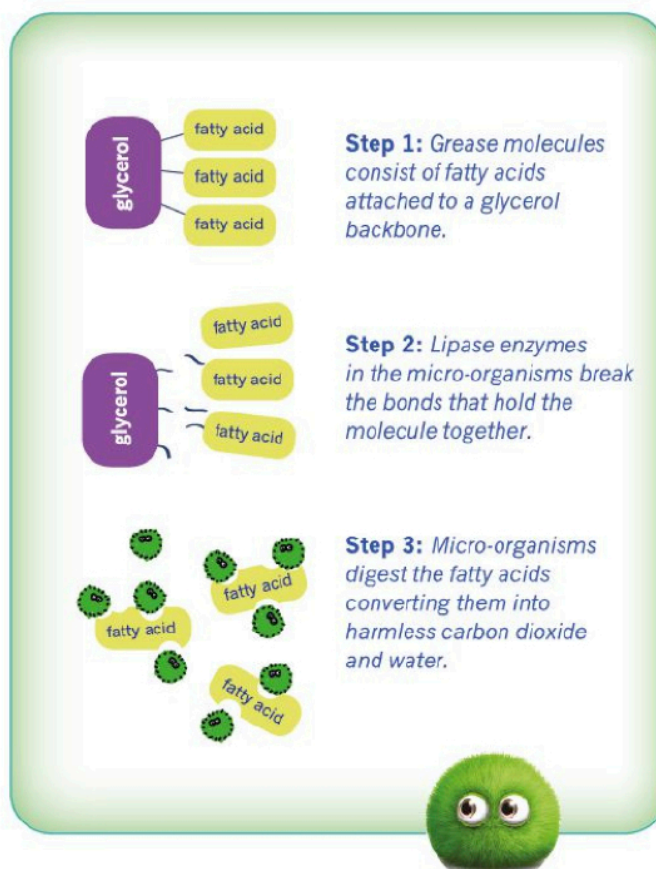 glycerol
fatty acid
fatty acid
fatty acid
Step 1: Grease molecules
consist of fatty acids
attached to a glycerol
backbone.
glycerol
fatty acid
fatty acid
fatty acid
Step 2: Lipase enzymes
in the micro-organisms break
the bonds that hold the
molecule together.
fatty acid
fatty acid
fatty acid
Step 3: Micro-organisms
digest the fatty acids
converting them into
harmless carbon dioxide
and water.